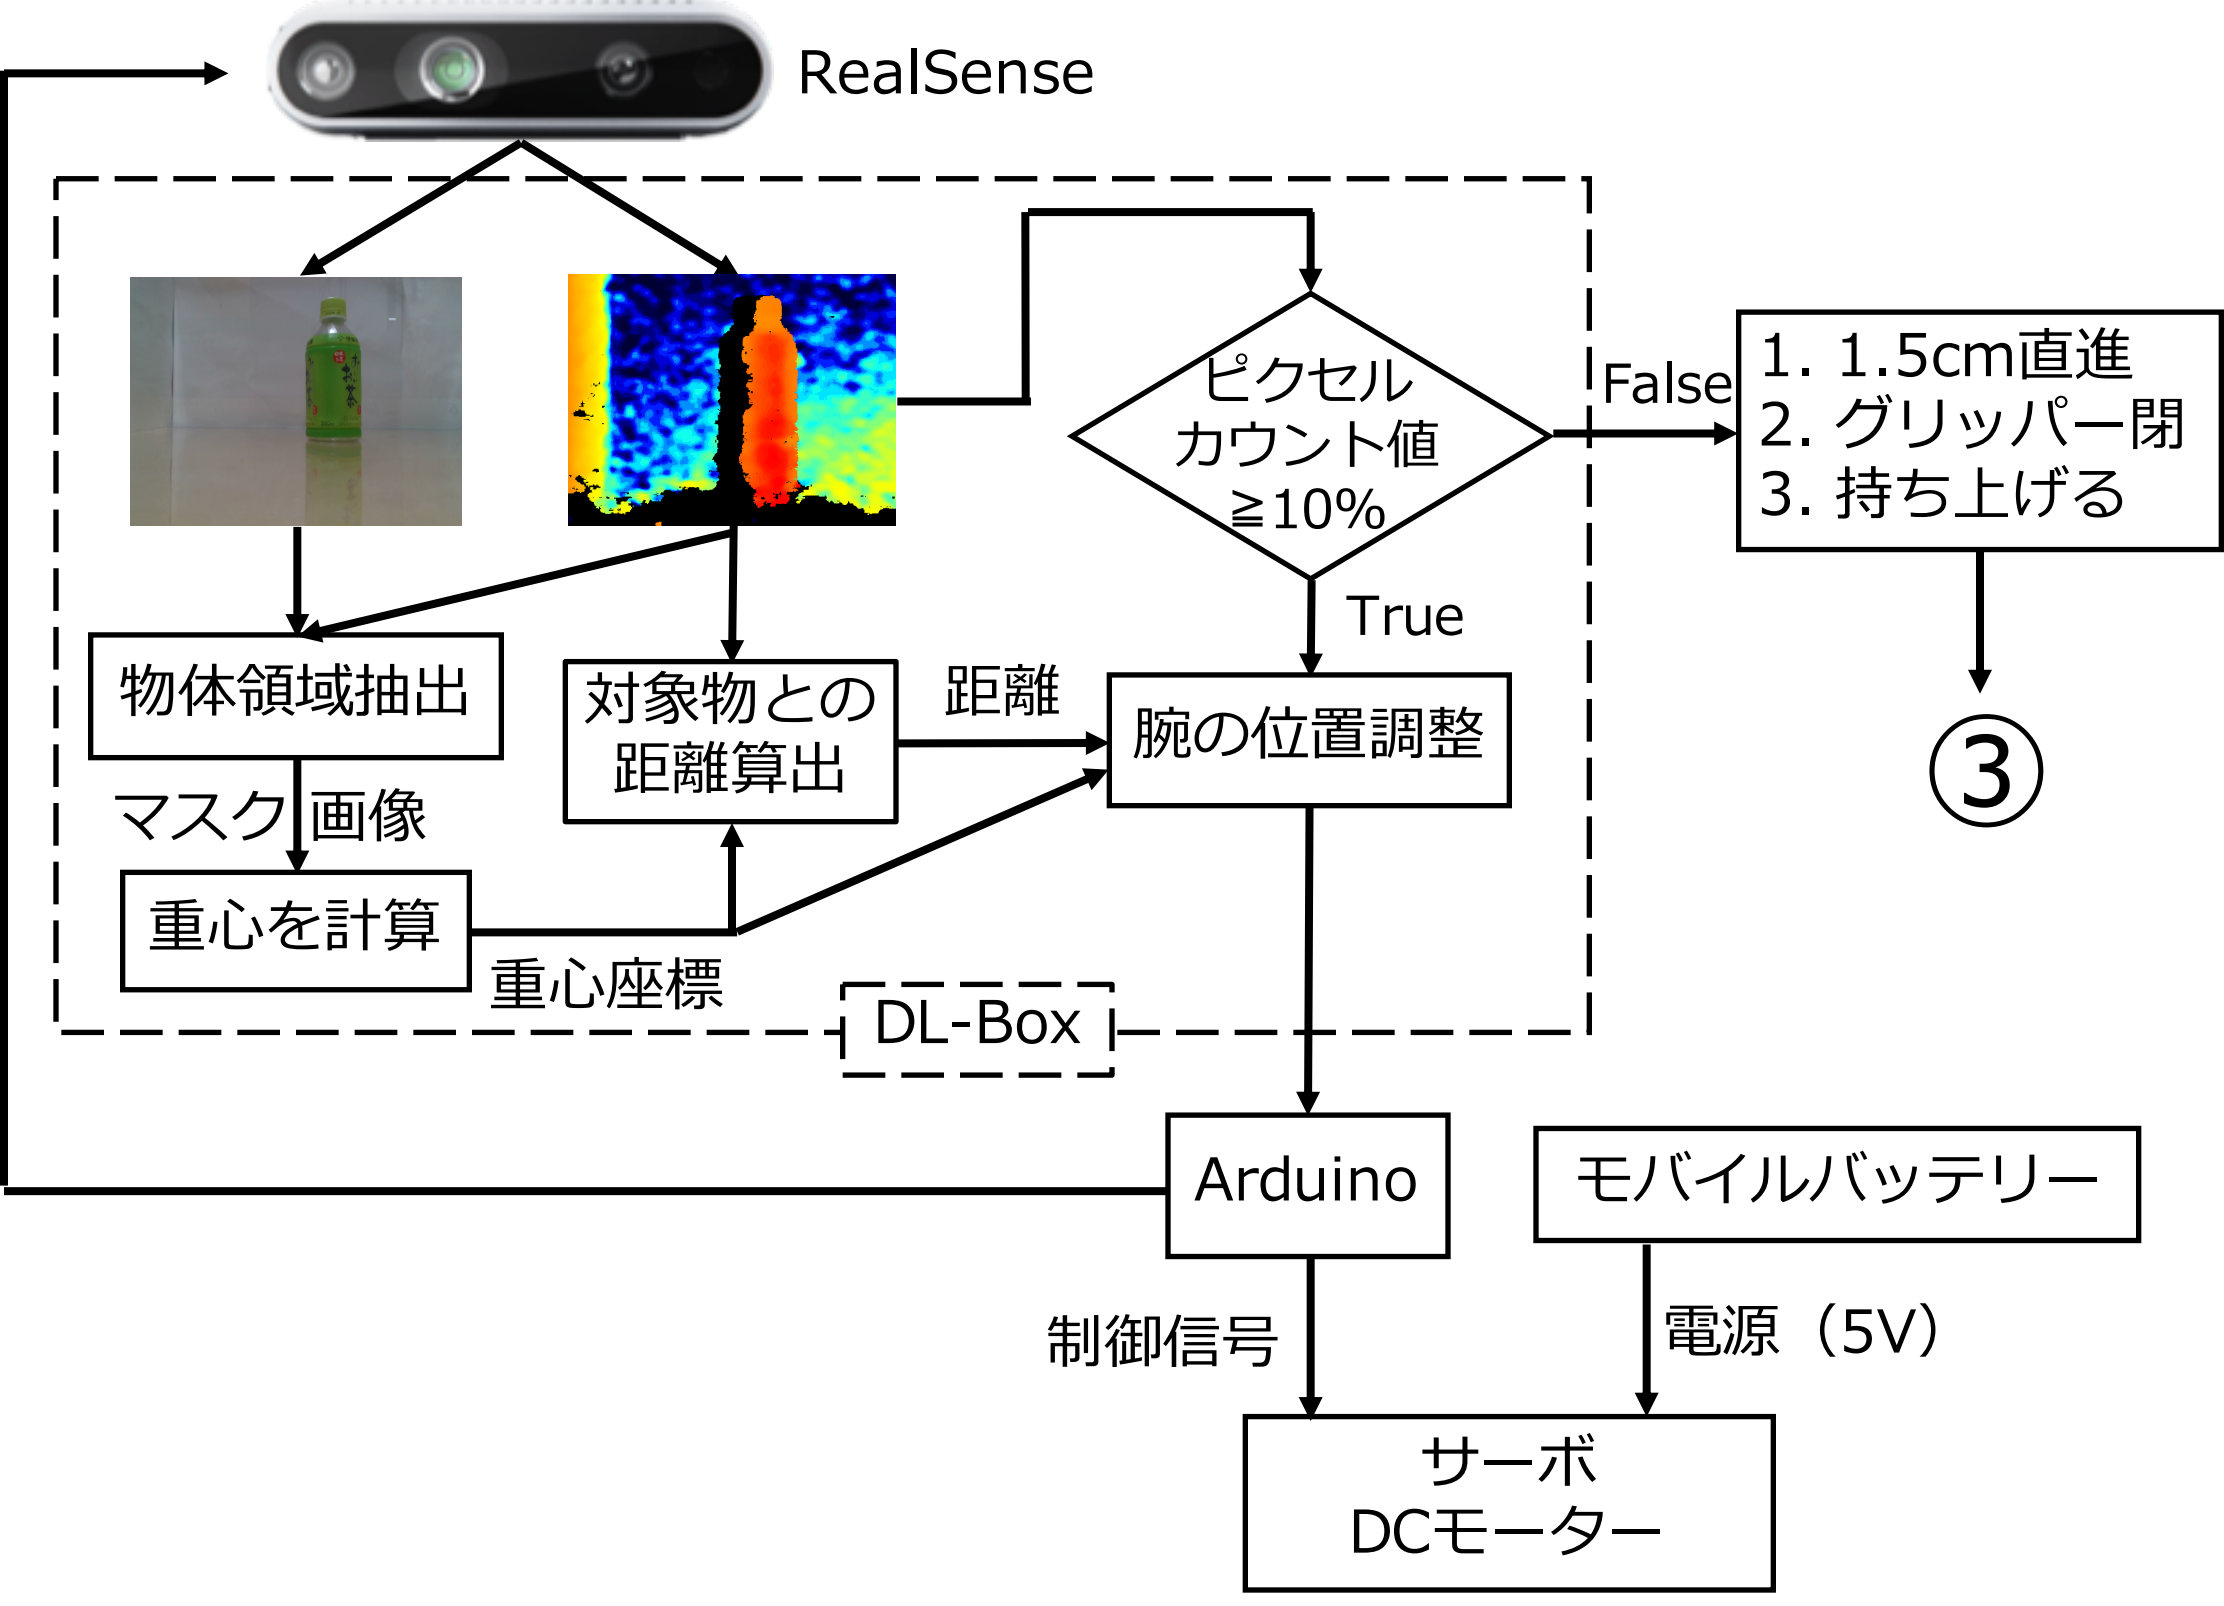 RealSense
ピクセル
カウント値
≧10%
False
1. 1.5cm直進
2. グリッパー閉
3. 持ち上げる
True
③
物体領域抽出
対象物との
距離算出
距離
腕の位置調整
マスク画像
重心を計算
重心座標
DL-Box
Arduino
モバイルバッテリー
制御信号
電源（5V）
サーボ
DCモーター